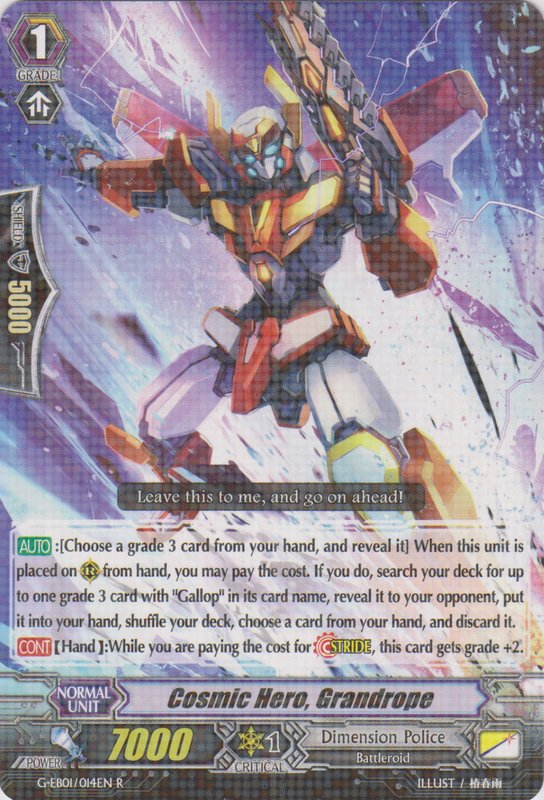 1
GRADE
SHIELD
5000
Leave this to me, and go on ahead!
AUTO:[Choose a grade 3 card from your hand, and reveal it] When this unit is
placed on R from hand, you may pay the cost. If you do, search your deck for up
to one grade 3 card with "Gallop" in its card name, reveal it to your opponent, put
it into your hand, shuffle your deck, choose a card from your hand, and discard it.
CONT【Hand】:While you are paying the cost for STRIDE, this card gets grade +2.
NORMAL
UNIT
Cosmic Hero, Grandrope
POWER
7000
1
CRITICAL
Dimension Police
Battleroid
G-EB01/014EN R
ILLUST / 椿春雨